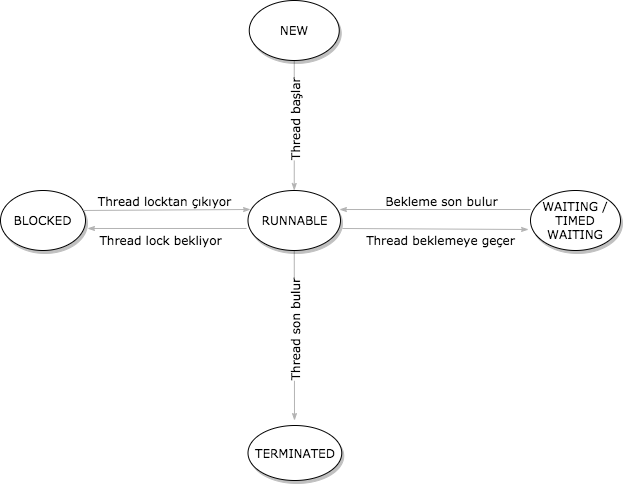 NEW
Thread başlar
Thread locktan çıkıyor
Bekleme son bulur
BLOCKED
RUNNABLE
WAITING /
TIMED
WAITING
Thread lock bekliyor
Thread beklemeye geçer
Thread son bulur
TERMINATED